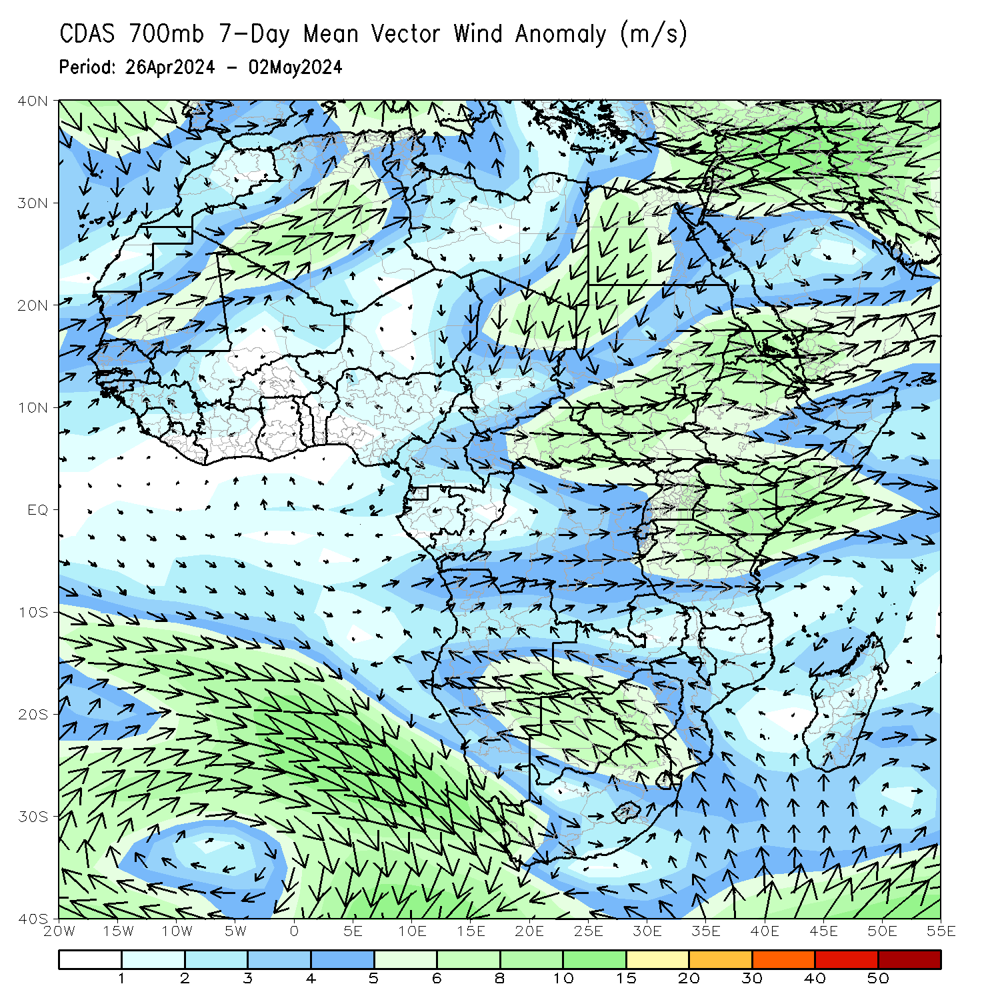 CDAS 700mb 7-Day Mean Vector Wind Anomaly (m/s)
Period: 26Apr2024 - 02May2024
40N
30N
20N
10N
EQ
10S
20S
30S
40S
20W 15W 10W 5W 0 5E 10E 15E 20E 25E 30E 35E 40E 45E 50E 55E
1 2 3 4 5 6 8 10 15 20 30 40 50